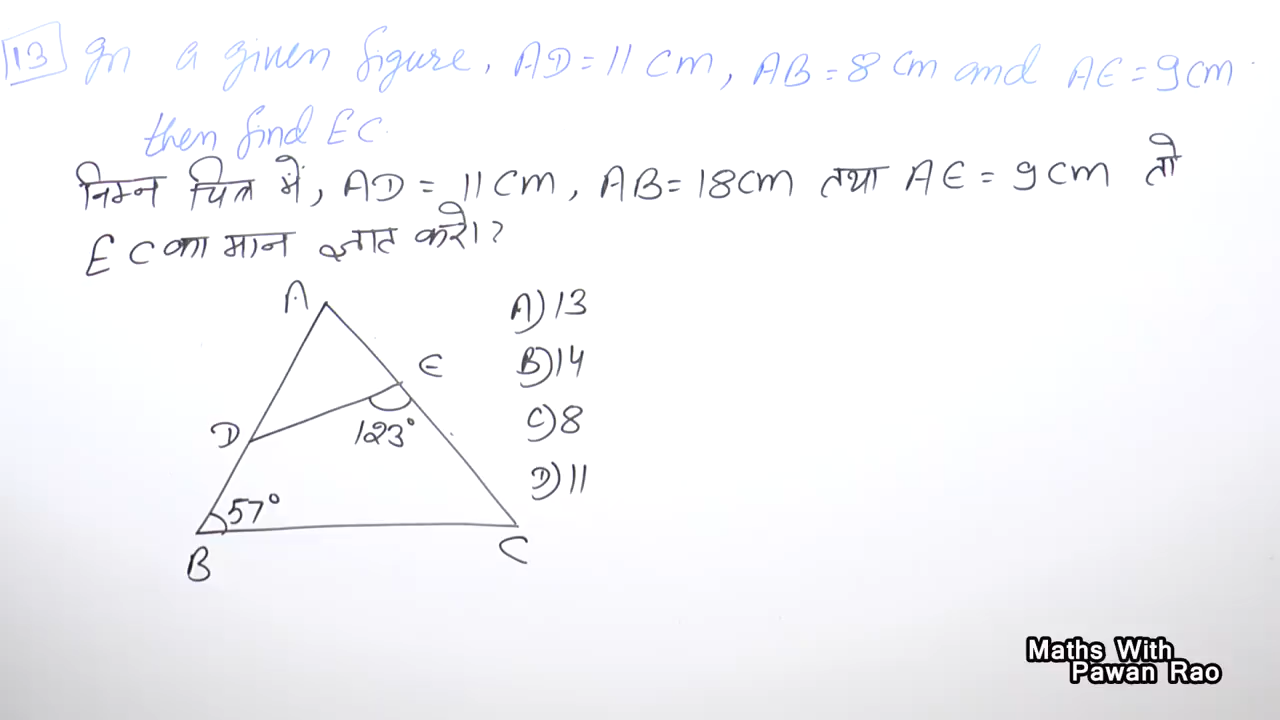 13 In a given figure, AD = 11 cm, AB = 8 cm and AE = 9 cm.
then find EC.
निम्न चित्र में, AD = 11 cm, AB = 18 cm तथा AE = 9 cm तो
EC का मान ज्ञात करे।?
A
A) 13
E
B) 14
D
123°
C) 8
57°
D) 11
B
C
Maths With
Pawan Rao